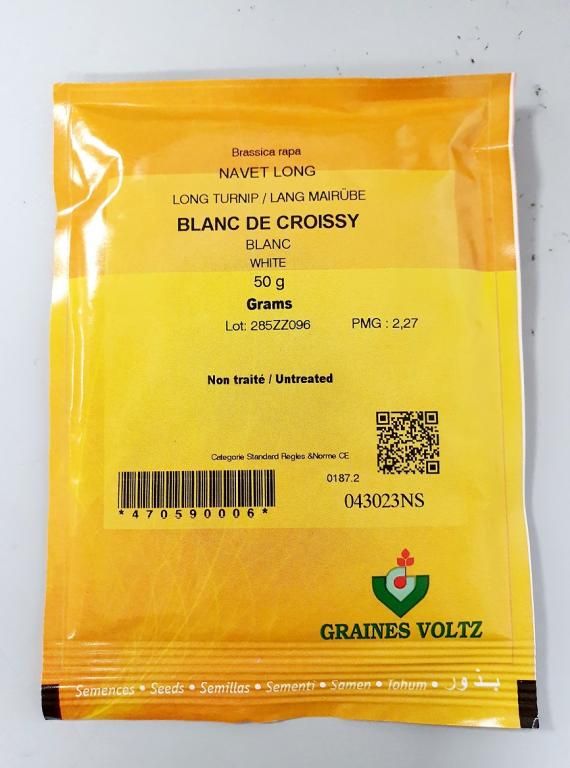 Brassica rapa
NAVET LONG
LONG TURNIP / LANG MAIRÜBE
BLANC DE CROISSY
BLANC
WHITE
50 g
Grams
Lot: 285ZZ096 PMG : 2,27
Non traité / Untreated
Categorie Standard Regles &Norme CE
0187.2
*470590006*
043023NS
GRAINES VOLTZ
Semences • Seeds • Semillas • Sementi • Samen • Tohum • بذور